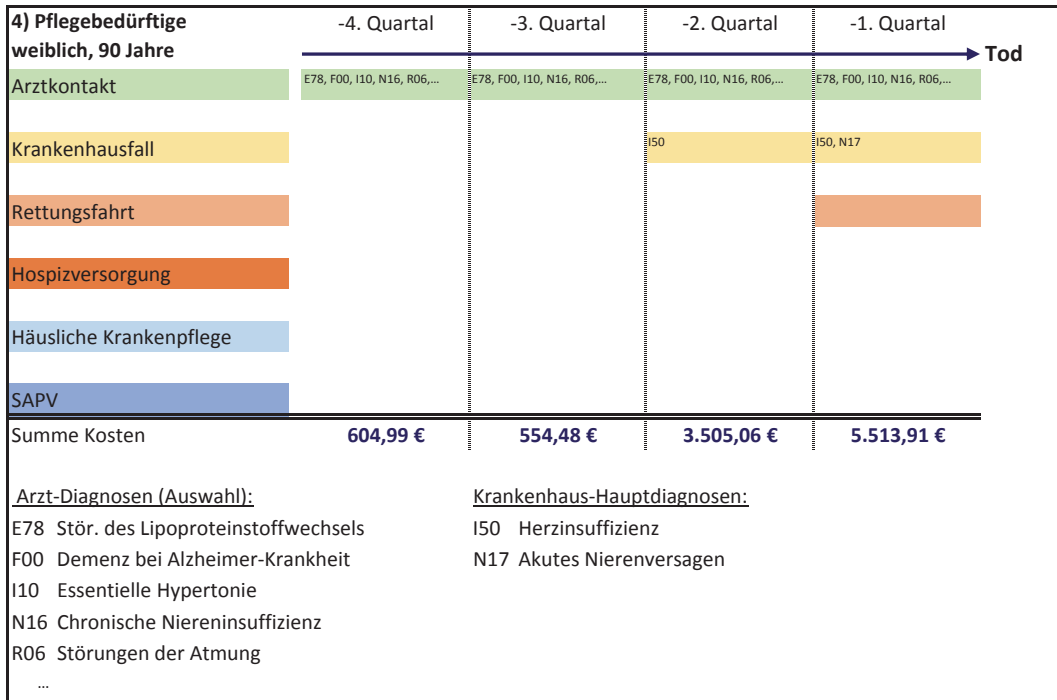 4) Pflegebedürftige -4. Quartal -3. Quartal -2. Quartal -1. Quartal
weiblich, 90 Jahre Tod
Arztkontakt E78, F00, I10, N16, R06,... E78, F00, I10, N16, R06,... E78, F00, I10, N16, R06,... E78, F00, I10, N16, R06,...
Krankenhausfall I50 I50, N17
Rettungsfahrt
Hospizversorgung
Häusliche Krankenpflege
SAPV
Summe Kosten 604,99 € 554,48 € 3.505,06 € 5.513,91 €
Arzt-Diagnosen (Auswahl): Krankenhaus-Hauptdiagnosen:
E78 Stör. des Lipoproteinstoffwechsels I50 Herzinsuffizienz
F00 Demenz bei Alzheimer-Krankheit N17 Akutes Nierenversagen
I10 Essentielle Hypertonie
N16 Chronische Niereninsuffizienz
R06 Störungen der Atmung
...